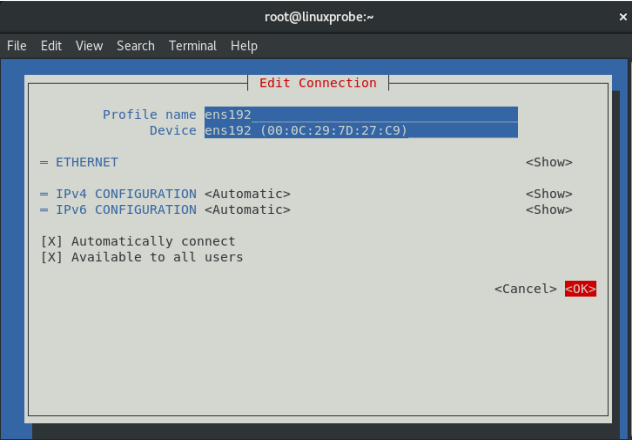 root@linuxprobe:~ ×
File Edit View Search Terminal Help
Edit Connection
Profile name ens192
Device ens192 (00:0C:29:7D:27:C9)
= ETHERNET <Show>
= IPv4 CONFIGURATION <Automatic> <Show>
= IPv6 CONFIGURATION <Automatic> <Show>
[X] Automatically connect
[X] Available to all users
<Cancel> <OK>